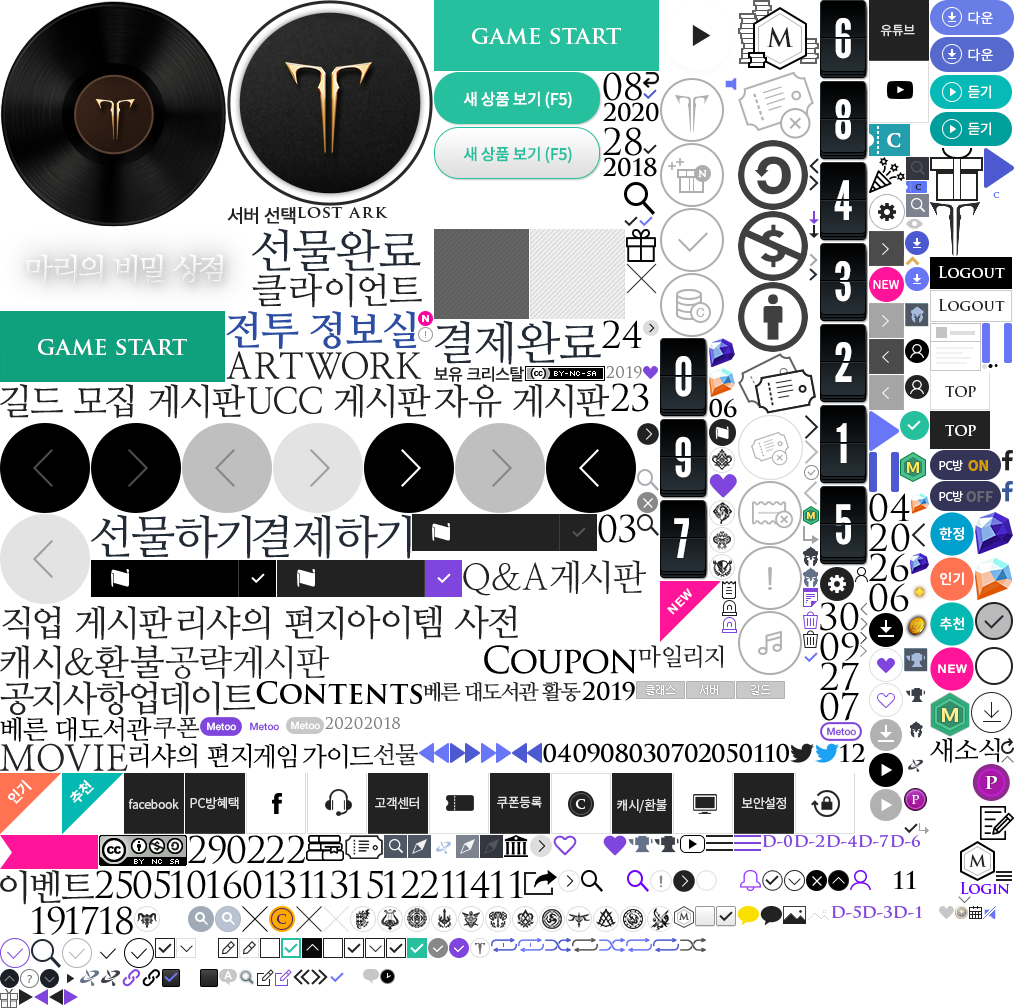 GAME START
새 상품 보기 (F5)
새 상품 보기 (F5)
08
2020
28
2018
유튜브
다운
다운
듣기
듣기
C
서버 선택
LOST ARK
마리의 비밀 상점
선물완료
클라이언트
GAME START
전투 정보실
ARTWORK
결제완료
24
보유 크리스탈
BY-NC-SA
2019
NEW
LOGOUT
LOGOUT
TOP
TOP
길드 모집 게시판
UCC 게시판
자유 게시판
23
06
PC방 ON
PC방 OFF
선물하기
결제하기
03
Q&A게시판
04
20
26
06
한정
인기
추천
NEW
직업 게시판
리샤의 편지
아이템 사전
NEW
30
09
27
07
캐시&환불
공략게시판
COUPON
마일리지
공지사항
업데이트
CONTENTS
베른 대도서관 활동
2019
클래스
서버
길드
베른 대도서관
쿠폰
Metoo
Metoo
Metoo
2020
2018
Metoo
MOVIE
리샤의 편지
게임 가이드
선물
04
09
08
03
07
02
05
01
10
12
새소식
인기
추천
facebook
PC방혜택
고객센터
쿠폰등록
캐시/환불
보안설정
BY NC SA
29
02
22
D-0
D-2
D-4
D-7
D-6
이벤트
25
05
10
16
01
31
13
15
12
21
14
11
11
LOGIN
19
17
18
D-5
D-3
D-1